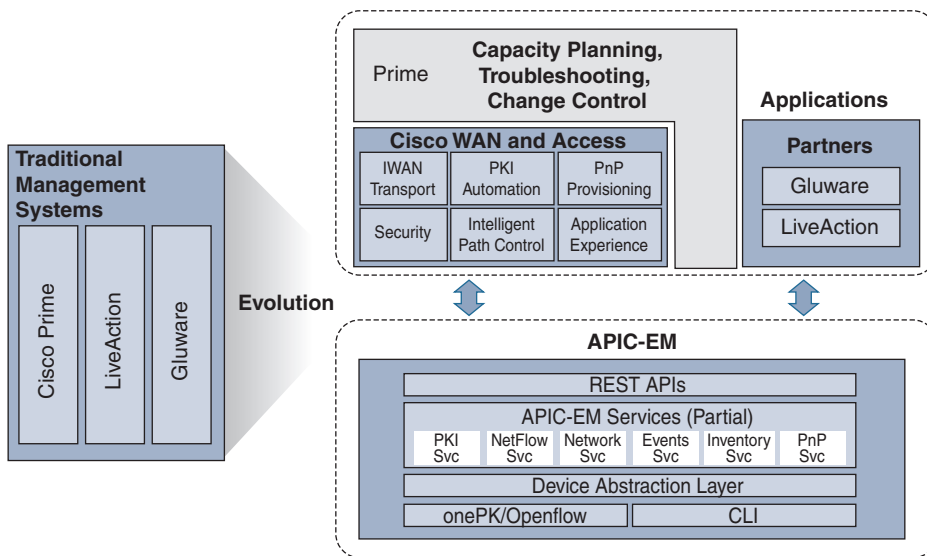 Traditional
Management
Systems
Cisco Prime
LiveAction
Gluware
Evolution
Prime
Capacity Planning,
Troubleshooting,
Change Control
Cisco WAN and Access
IWAN
Transport
PKI
Automation
PnP
Provisioning
Security
Intelligent
Path Control
Application
Experience
Applications
Partners
Gluware
LiveAction
APIC-EM
REST APIs
APIC-EM Services (Partial)
PKI
Svc
NetFlow
Svc
Network
Svc
Events
Svc
Inventory
Svc
PnP
Svc
Device Abstraction Layer
onePK/Openflow
CLI